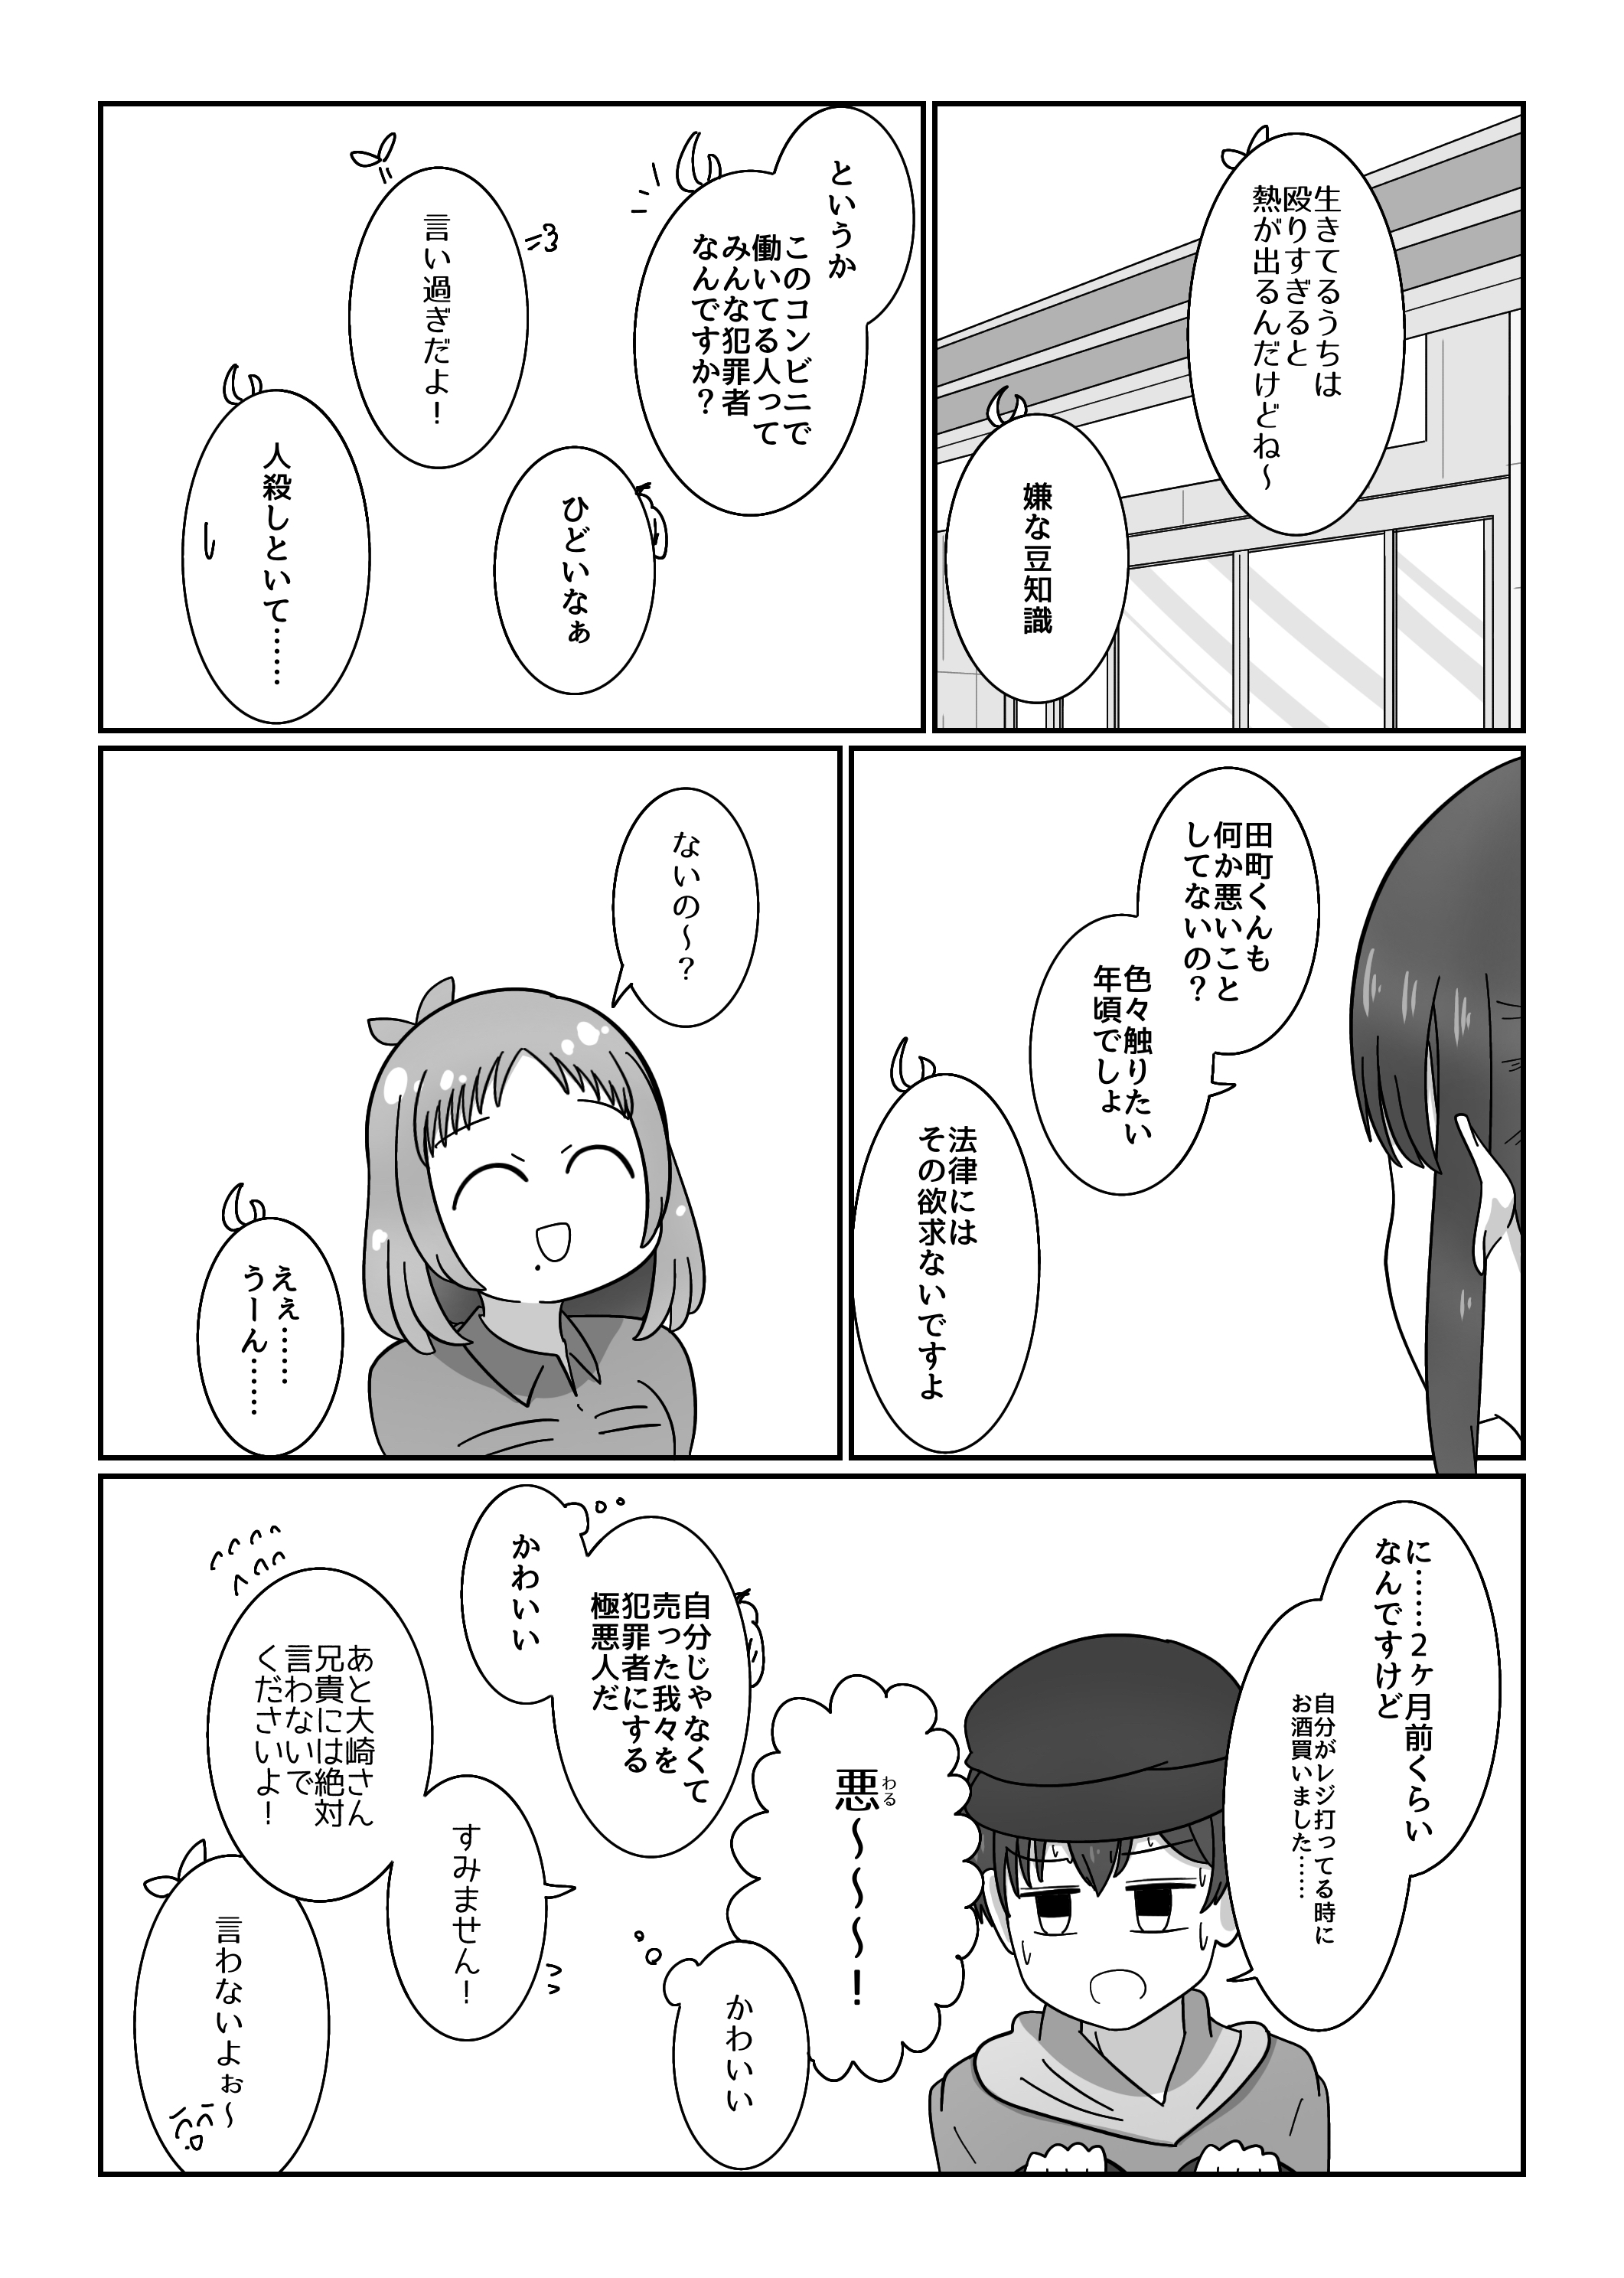 生きてるうちは
殴りすぎると
熱が出るんだけどね～
嫌な豆知識
というか
このコンビニで
働いてる人って
みんな犯罪者
なんですか？
言い過ぎだよ！
ひどいなぁ
人殺しといて……
田町くんも
何か悪いこと
してないの？
色々触りたい
年頃でしょ
法律には
その欲求ないですよ
ないの～？
えぇ……
うーん……
に……２ケ月前くらい
なんですけど
自分がレジ打ってる時に
お酒買いました……
悪～～～～！
わる
かわいい
自分じゃなくて
売った我々を
犯罪者にする
極悪人だ
かわいい
すみません！
あと大崎さん
兄貴には絶対
言わないで
くださいよ！
言わないよぉ～